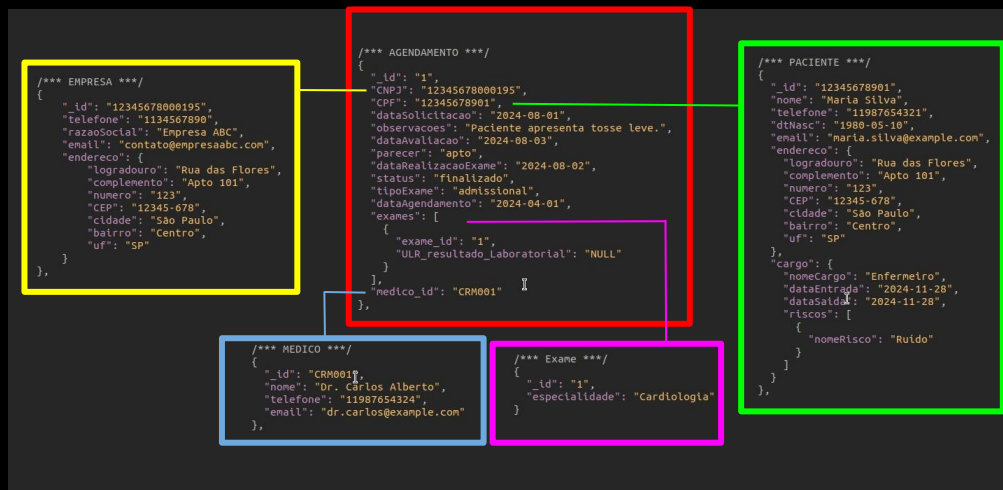 /*** EMPRESA ***/
{
"_id": "12345678000195",
"telefone": "1134567890",
"razaoSocial": "Empresa ABC",
"email": "contato@empresaabc.com",
"endereco": {
"logradouro": "Rua das Flores",
"complemento": "Apto 101",
"numero": "123",
"CEP": "12345-678",
"cidade": "São Paulo",
"bairro": "Centro",
"uf": "SP"
}
},
/*** AGENDAMENTO ***/
{
"_id": "1",
"CNPJ": "12345678000195",
"CPF": "12345678901",
"dataSolicitacao": "2024-08-01",
"observacoes": "Paciente apresenta tosse leve.",
"dataAvaliacao": "2024-08-03",
"parecer": "apto",
"dataRealizacaoExame": "2024-08-02",
"status": "finalizado",
"tipoExame": "admissional",
"dataAgendamento": "2024-04-01",
"exames": [
{
"exame_id": "1",
"ULR_resultado_Laboratorial": "NULL"
}
],
"medico_id": "CRM001"
},
/*** PACIENTE ***/
{
"_id": "12345678901",
"nome": "Maria Silva",
"telefone": "11987654321",
"dtNasc": "1980-05-10",
"email": "maria.silva@example.com",
"endereco": {
"logradouro": "Rua das Flores",
"complemento": "Apto 101",
"numero": "123",
"CEP": "12345-678",
"cidade": "São Paulo",
"bairro": "Centro",
"uf": "SP"
},
"cargo": {
"nomeCargo": "Enfermeiro",
"dataEntrada": "2024-11-28",
"dataSaida": "2024-11-28",
"riscos": [
{
"nomeRisco": "Ruido"
}
]
}
},
/*** MEDICO ***/
{
"_id": "CRM001",
"nome": "Dr. Carlos Alberto",
"telefone": "11987654324",
"email": "dr.carlos@example.com"
},
/*** Exame ***/
{
"_id": "1",
"especialidade": "Cardiologia"
}